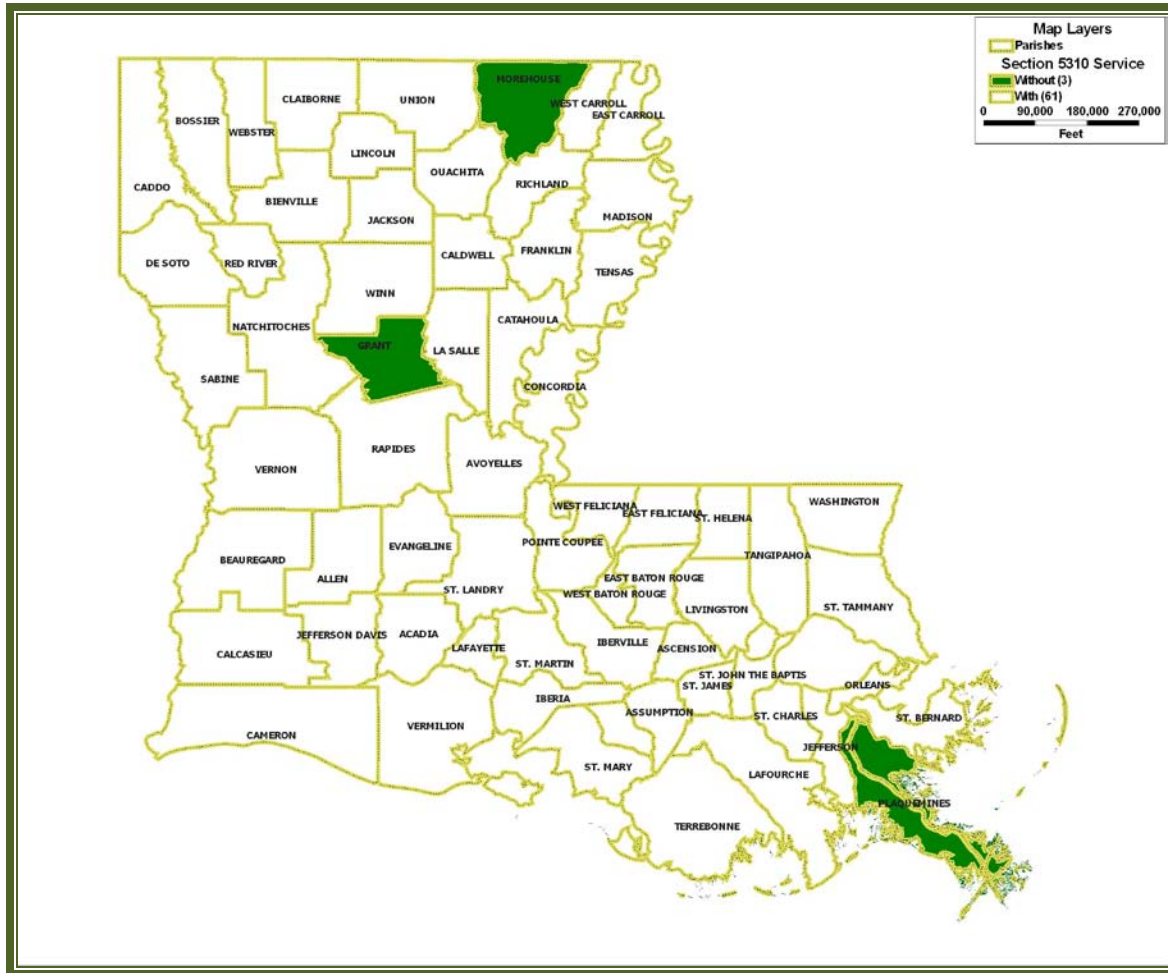 Map Layers
Parishes
Section 5310 Service
Without (3)
With (61)
0 90,000 180,000 270,000
Feet
MOREHOUSE
CLAIBORNE
UNION
WEST CARROLL
EAST CARROLL
BOSSIER
WEBSTER
LINCOLN
OUACHITA
RICHLAND
CADDO
BIENVILLE
JACKSON
MADISON
DE SOTO
RED RIVER
CALDWELL
FRANKLIN
TENSAS
WINN
NATCHITOCHES
CATAHOULA
GRANT
LA SALLE
SABINE
CONCORDIA
RAPIDES
AVOYELLES
VERNON
WEST FELICIANA
EAST FELICIANA
ST. HELENA
WASHINGTON
BEAUREGARD
ALLEN
EVANGELINE
POINTE COUPEE
TANGIPAHOA
ST. LANDRY
EAST BATON ROUGE
WEST BATON ROUGE
LIVINGSTON
ST. TAMMANY
CALCASIEU
JEFFERSON DAVIS
ACADIA
LAFAYETTE
ST. MARTIN
IBERVILLE
ASCENSION
ST. JOHN THE BAPTIS
ST. JAMES
ORLEANS
IBERIA
ASSUMPTION
ST. CHARLES
ST. BERNARD
CAMERON
VERMILION
ST. MARY
LAFOURCHE
JEFFERSON
PLAQUEMINES
TERREBONNE